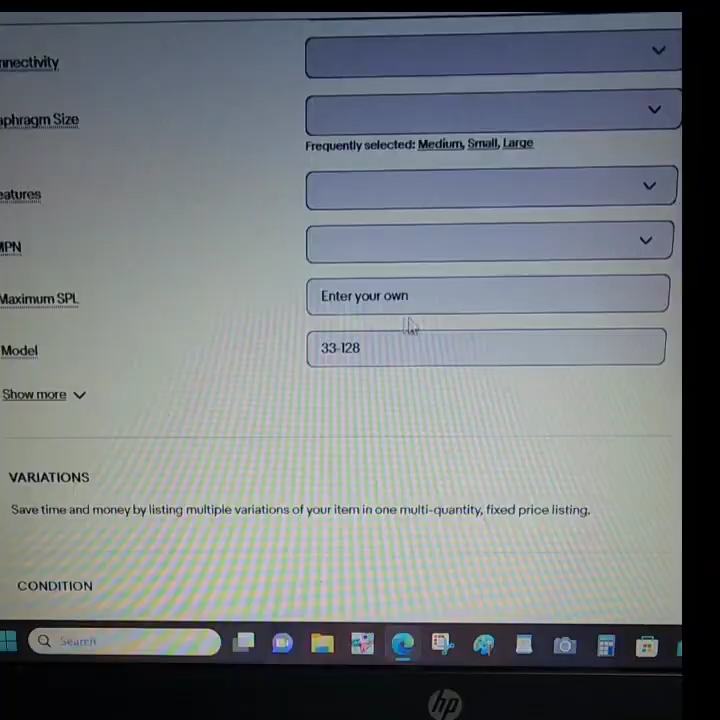 nnectivity
aphragm Size
Frequently selected: Medium, Small, Large
eatures
MPN
Maximum SPL
Enter your own
Model
33-128
Show more
VARIATIONS
Save time and money by listing multiple variations of your item in one multi-quantity, fixed price listing.
CONDITION
Search
hp